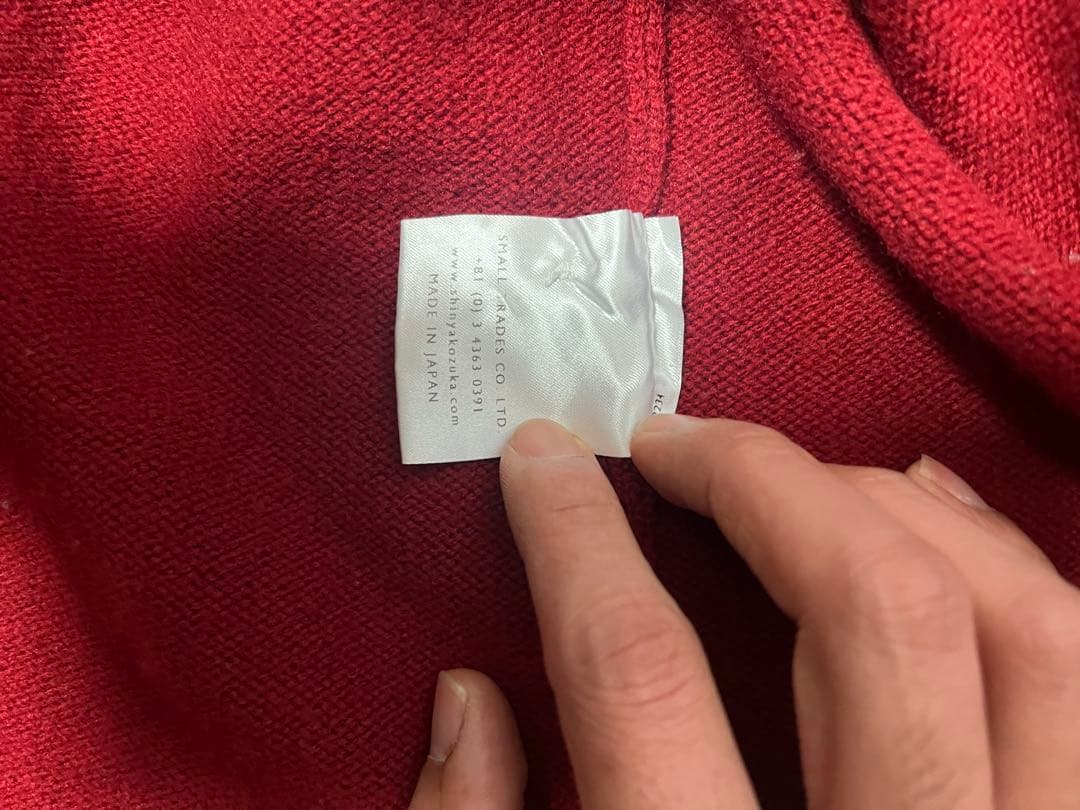 SMALL TRADES CO. LTD.
+81 (0) 3 4363 0391
www.shinyakozuka.com
MADE IN JAPAN